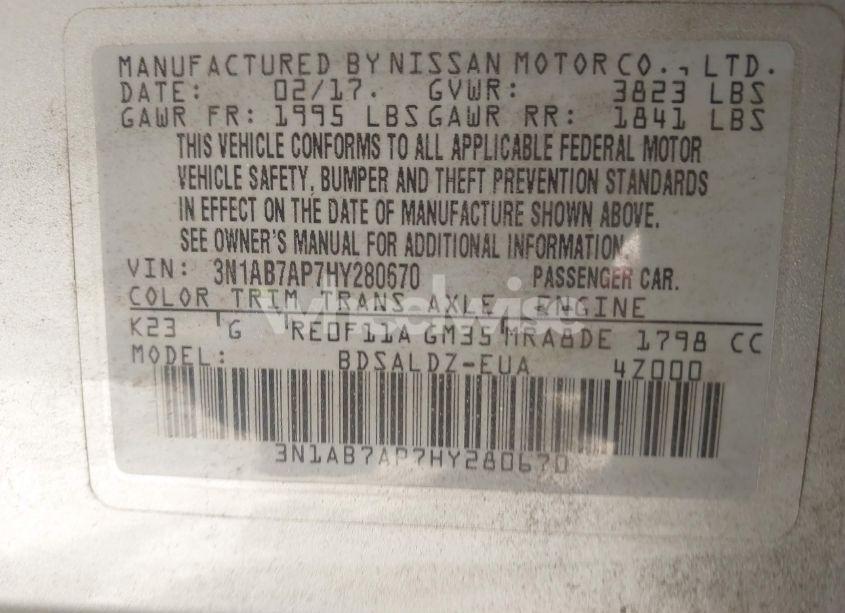 MANUFACTURED BY NISSAN MOTOR CO., LTD.
DATE: 02/17. GVWR: 3823 LBS
GAWR FR: 1995 LBS GAWR RR: 1841 LBS
THIS VEHICLE CONFORMS TO ALL APPLICABLE FEDERAL MOTOR
VEHICLE SAFETY, BUMPER AND THEFT PREVENTION STANDARDS
IN EFFECT ON THE DATE OF MANUFACTURE SHOWN ABOVE.
SEE OWNER'S MANUAL FOR ADDITIONAL INFORMATION.
VIN: 3N1AB7AP7HY280670 PASSENGER CAR.
COLOR TRIM TRANS AXLE ENGINE
K23 G RE0F11A GM35 MRA8DE 1798 CC
MODEL: BDSALDZ-EUA 4Z000
3N1AB7AP7HY280670